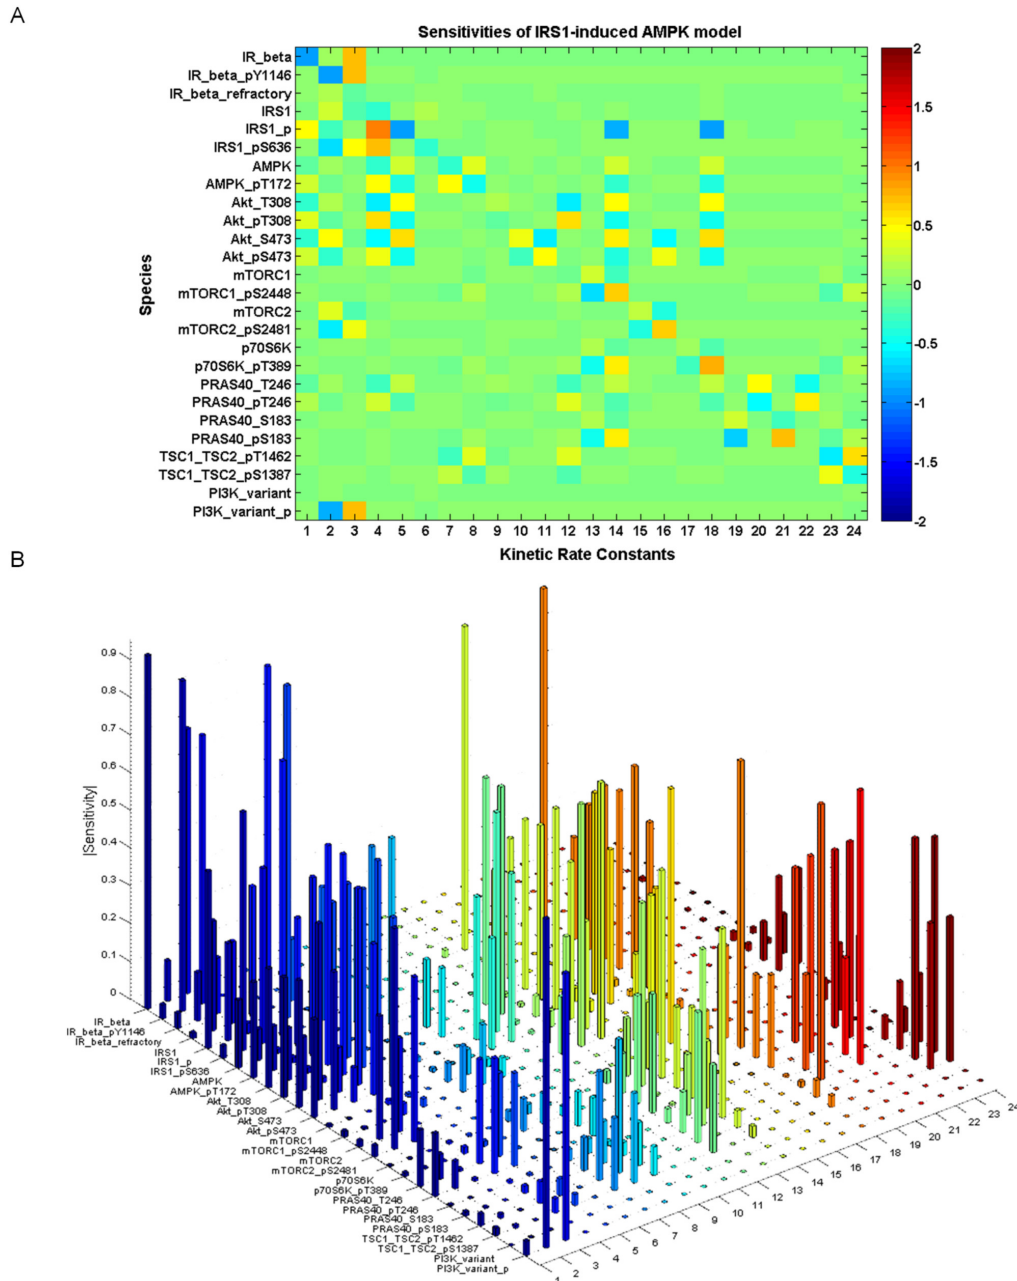 A
Sensitivities of IRS1-induced AMPK model
Species
IR_beta
IR_beta_pY1146
IR_beta_refractory
IRS1
IRS1_p
IRS1_pS636
AMPK
AMPK_pT172
Akt_T308
Akt_pT308
Akt_S473
Akt_pS473
mTORC1
mTORC1_pS2448
mTORC2
mTORC2_pS2481
p70S6K
p70S6K_pT389
PRAS40_T246
PRAS40_pT246
PRAS40_S183
PRAS40_pS183
TSC1_TSC2_pT1462
TSC1_TSC2_pS1387
PI3K_variant
PI3K_variant_p
1 2 3 4 5 6 7 8 9 10 11 12 13 14 15 16 17 18 19 20 21 22 23 24
Kinetic Rate Constants
2
1.5
1
0.5
0
-0.5
-1
-1.5
-2
B
|Sensitivity|
0.9
0.8
0.7
0.6
0.5
0.4
0.3
0.2
0.1
0
IR_beta
IR_beta_pY1146
IR_beta_refractory
IRS1
IRS1_p
IRS1_pS636
AMPK
AMPK_pT172
Akt_T308
Akt_pT308
Akt_S473
Akt_pS473
mTORC1
mTORC1_pS2448
mTORC2
mTORC2_pS2481
p70S6K
p70S6K_pT389
PRAS40_T246
PRAS40_pT246
PRAS40_S183
PRAS40_pS183
TSC1_TSC2_pT1462
TSC1_TSC2_pS1387
PI3K_variant
PI3K_variant_p
1 2 3 4 5 6 7 8 9 10 11 12 13 14 15 16 17 18 19 20 21 22 23 24